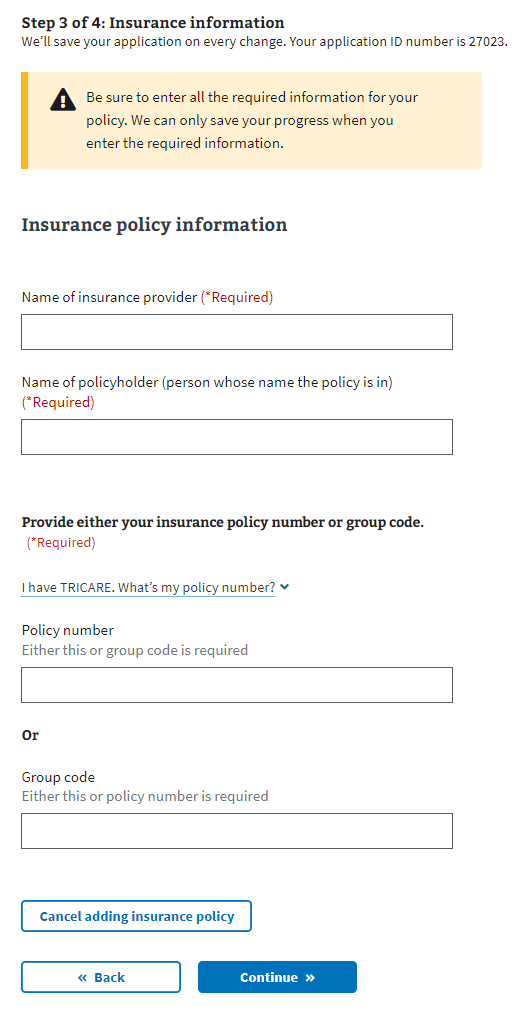 Step 3 of 4: Insurance information
We’ll save your application on every change. Your application ID number is 27023.
Be sure to enter all the required information for your
policy. We can only save your progress when you
enter the required information.
Insurance policy information
Name of insurance provider (*Required)
Name of policyholder (person whose name the policy is in)
(*Required)
Provide either your insurance policy number or group code.
(*Required)
I have TRICARE. What’s my policy number?
Policy number
Either this or group code is required
Or
Group code
Either this or policy number is required
Cancel adding insurance policy
« Back
Continue »